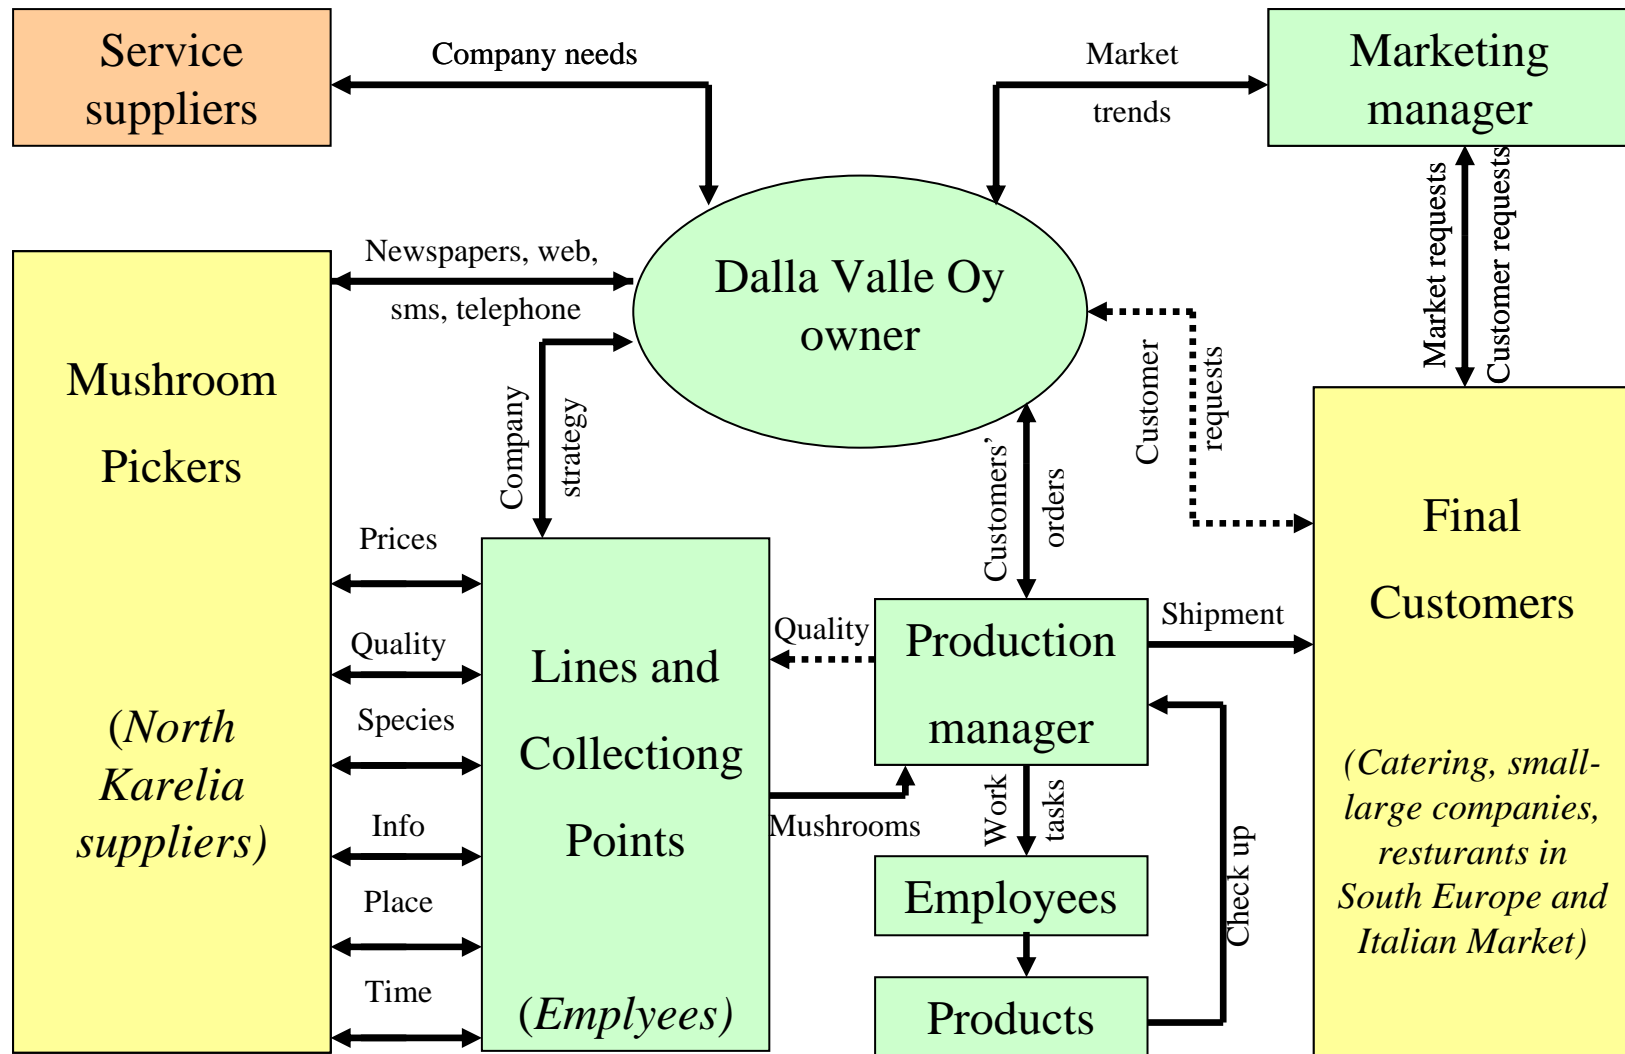 Service
suppliers
Company needs
Market
trends
Marketing
manager
Market requests
Customer requests
Newspapers, web,
sms, telephone
Dalla Valle Oy
owner
Mushroom
Pickers
(North
Karelia
suppliers)
Company
strategy
Customers'
orders
Customer
requests
Prices
Quality
Species
Info
Place
Time
Lines and
Collectiong
Points
(Emplyees)
Quality
Mushrooms
Production
manager
Shipment
Work
tasks
Employees
Products
Check up
Final
Customers
(Catering, small-
large companies,
resturants in
South Europe and
Italian Market)